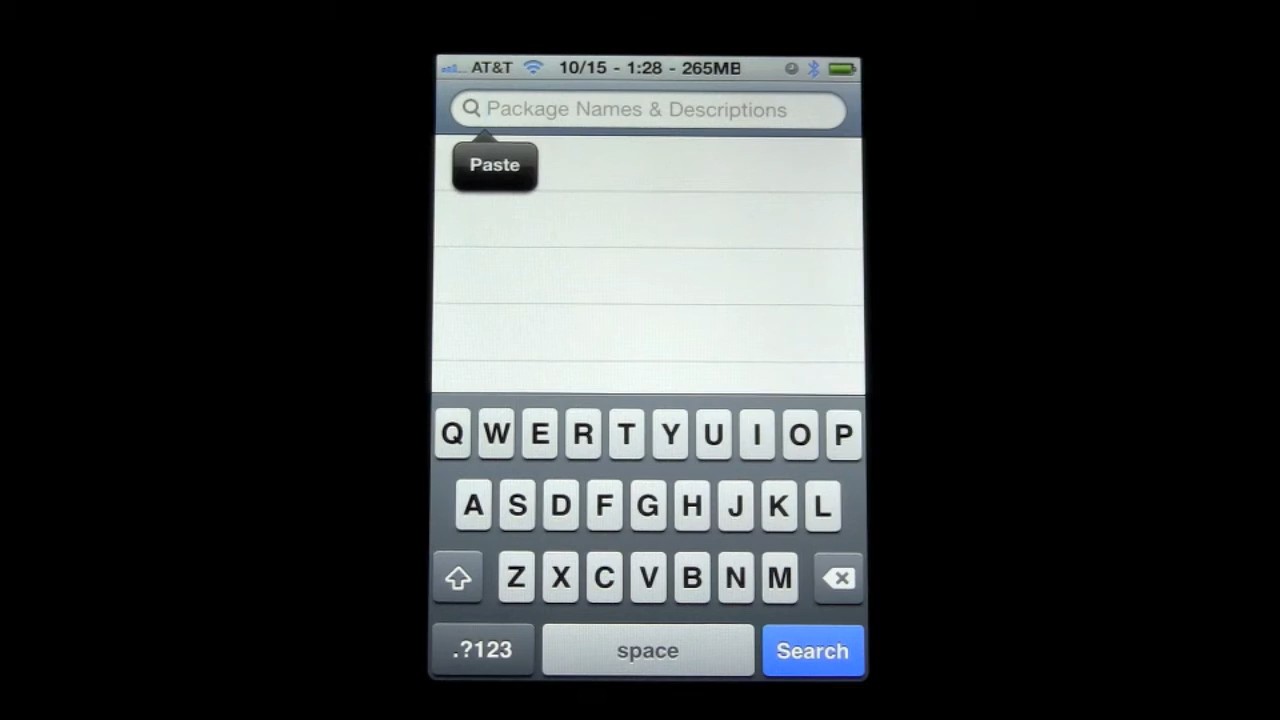 AT&T 10/15 - 1:28 - 265MB
Package Names & Descriptions
Paste
Q W E R T Y U I O P
A S D F G H J K L
Z X C V B N M
.?123 space Search